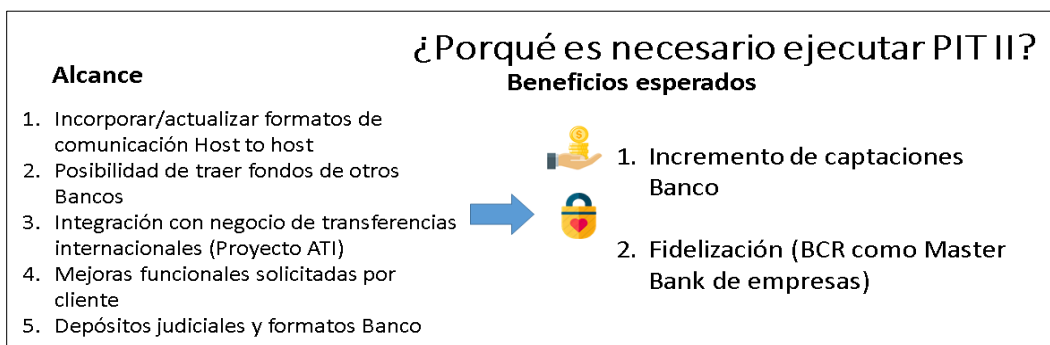 ¿Porqué es necesario ejecutar PIT II?
Alcance
1. Incorporar/actualizar formatos de
comunicación Host to host
2. Posibilidad de traer fondos de otros
Bancos
3. Integración con negocio de transferencias
internacionales (Proyecto ATI)
4. Mejoras funcionales solicitadas por
cliente
5. Depósitos judiciales y formatos Banco
Beneficios esperados
1. Incremento de captaciones
Banco
2. Fidelización (BCR como Master
Bank de empresas)